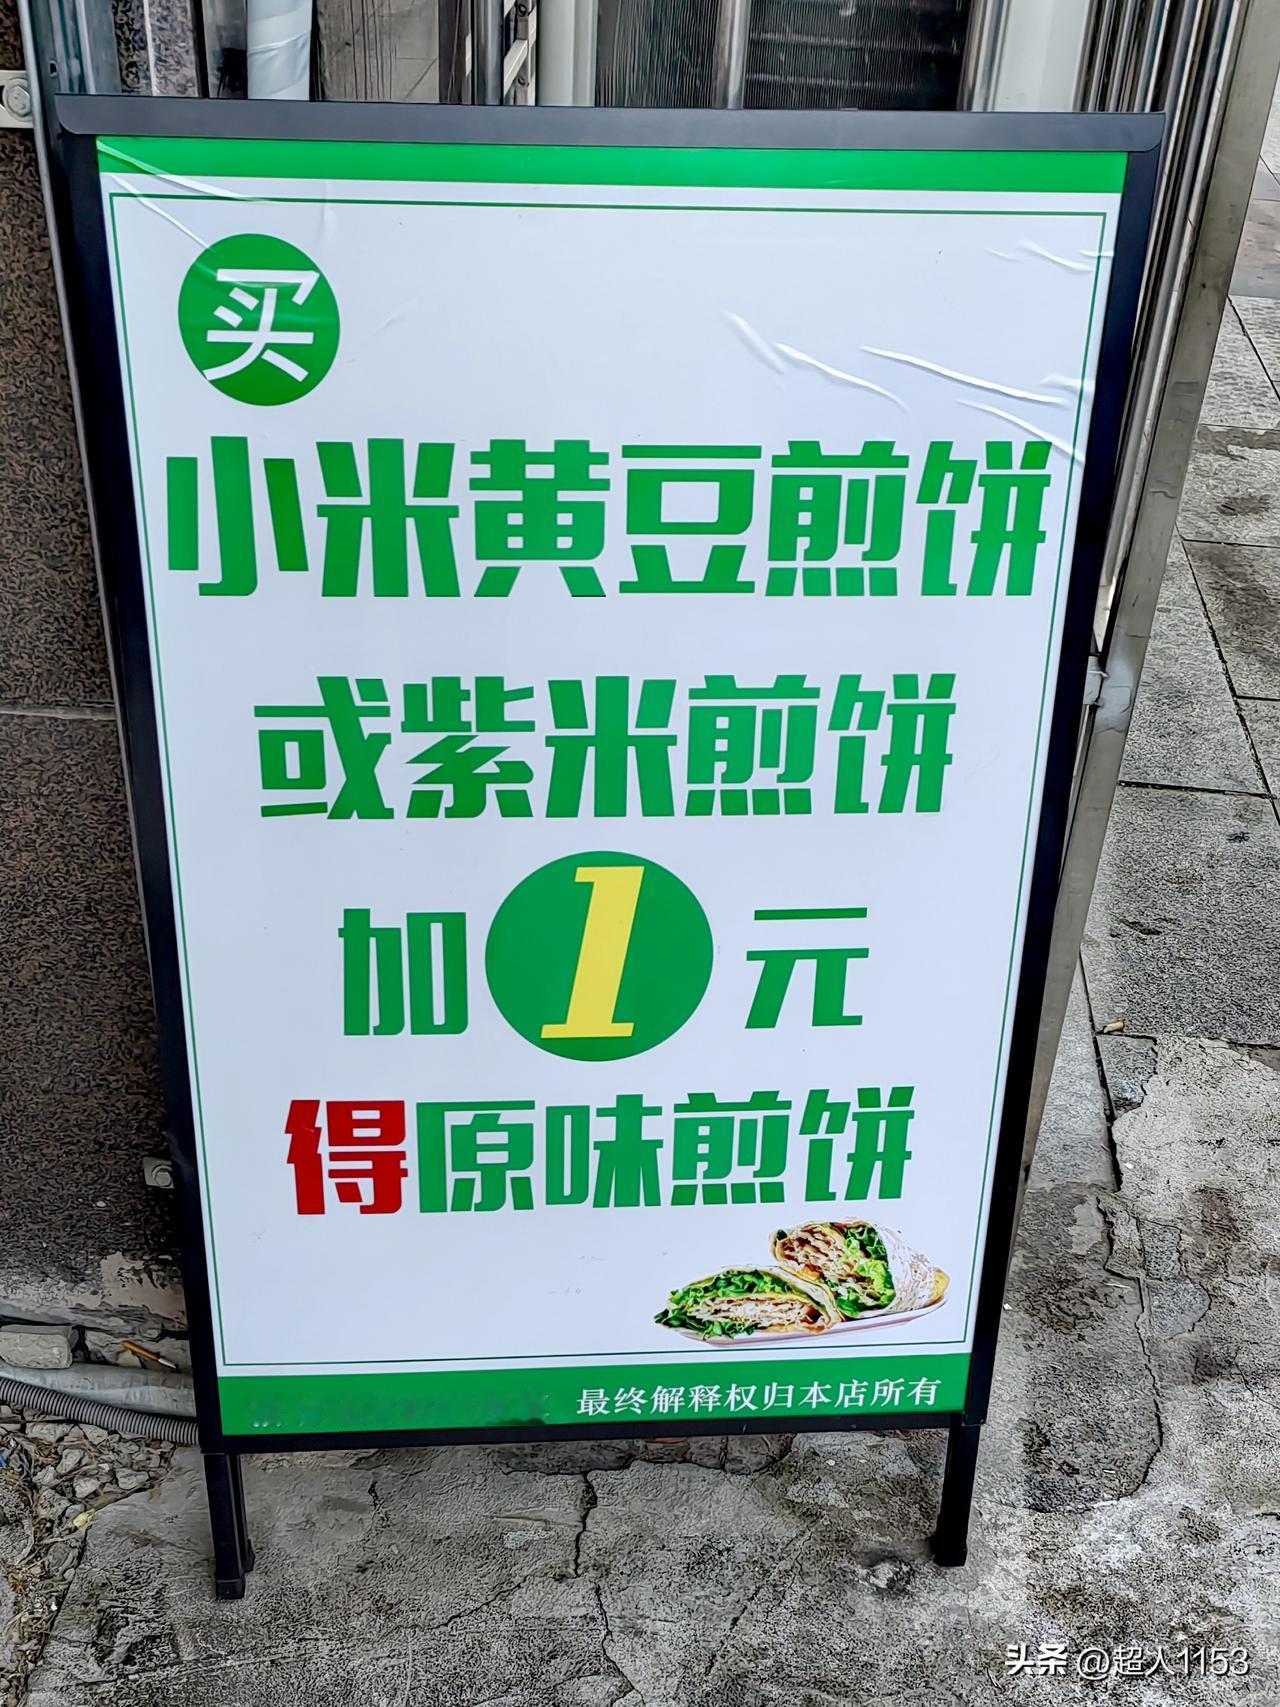 买
小米黄豆煎饼
或紫米煎饼
加1元
得原味煎饼
最终解释权归本店所有
头条 @超人1153